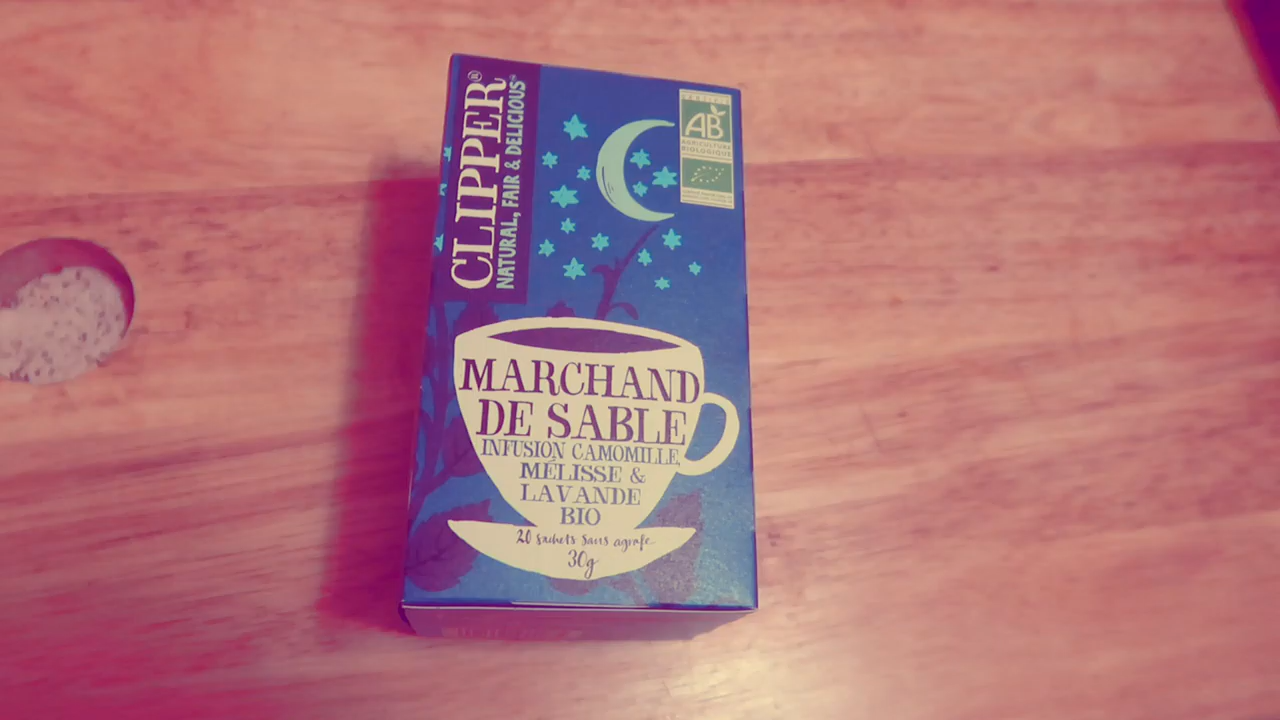 CLIPPER®
NATURAL, FAIR & DELICIOUS®
AB
AGRICULTURE
BIOLOGIQUE
MARCHAND
DE SABLE
INFUSION CAMOMILLE,
MÉLISSE &
LAVANDE
BIO
20 sachets sans agrafe
30g